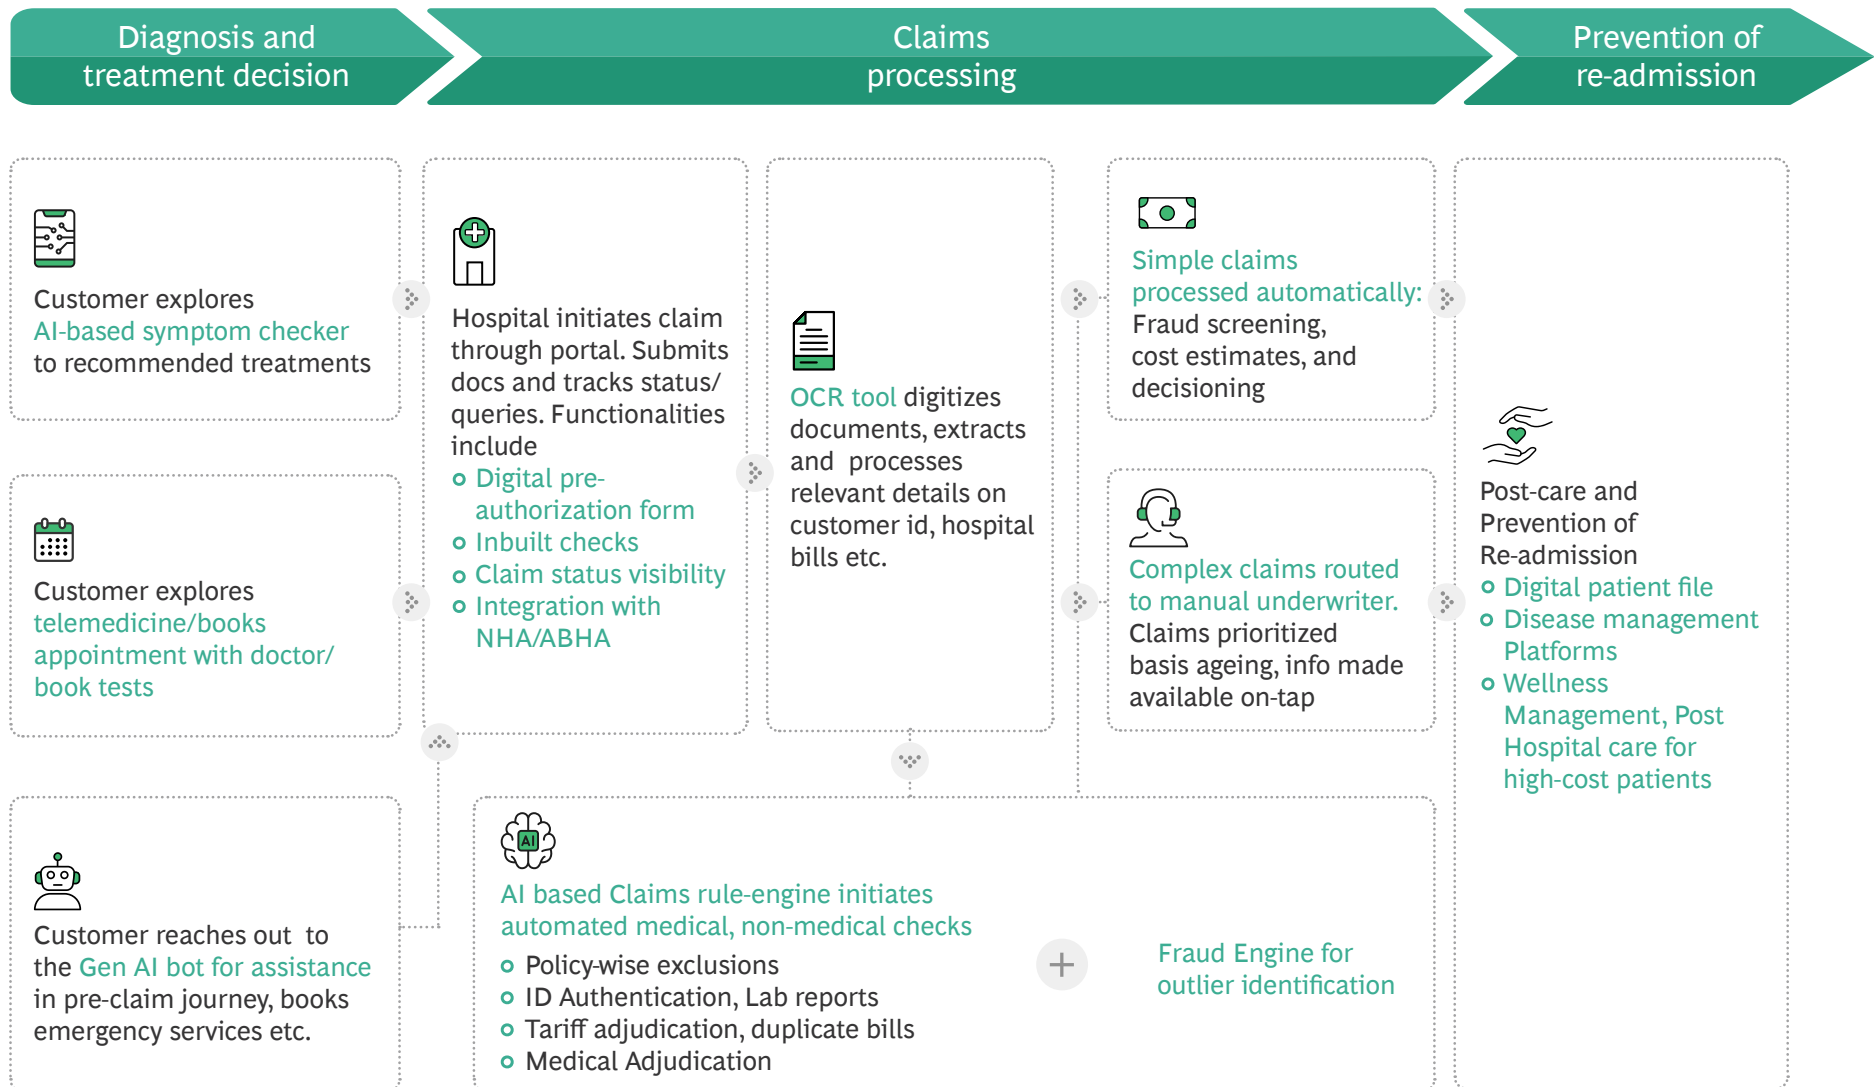 Diagnosis and
treatment decision
Claims
processing
Prevention of
re-admission
Customer explores
AI-based symptom checker
to recommended treatments
Customer explores
telemedicine/books
appointment with doctor/
book tests
Customer reaches out to
the Gen AI bot for assistance
in pre-claim journey, books
emergency services etc.
Hospital initiates claim
through portal. Submits
docs and tracks status/
queries. Functionalities
include
Digital pre-
authorization form
Inbuilt checks
Claim status visibility
Integration with
NHA/ABHA
OCR tool digitizes
documents, extracts
and processes
relevant details on
customer id, hospital
bills etc.
AI
AI based Claims rule-engine initiates
automated medical, non-medical checks
Policy-wise exclusions
ID Authentication, Lab reports
Tariff adjudication, duplicate bills
Medical Adjudication
+
Fraud Engine for
outlier identification
Simple claims
processed automatically:
Fraud screening,
cost estimates, and
decisioning
Complex claims routed
to manual underwriter.
Claims prioritized
basis ageing, info made
available on-tap
Post-care and
Prevention of
Re-admission
Digital patient file
Disease management
Platforms
Wellness
Management, Post
Hospital care for
high-cost patients